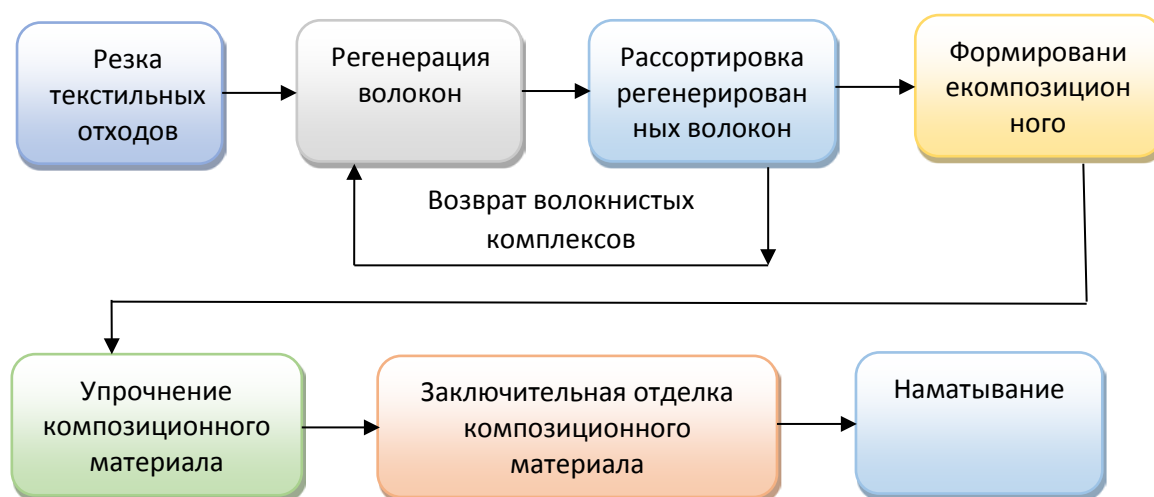 Резка
текстильных
отходов
Регенерация
волокон
Рассортировка
регенерирован
ных волокон
Формировани
екомпозицион
ного
Возврат волокнистых
комплексов
Упрочнение
композиционного
материала
Заключительная отделка
композиционного
материала
Наматывание